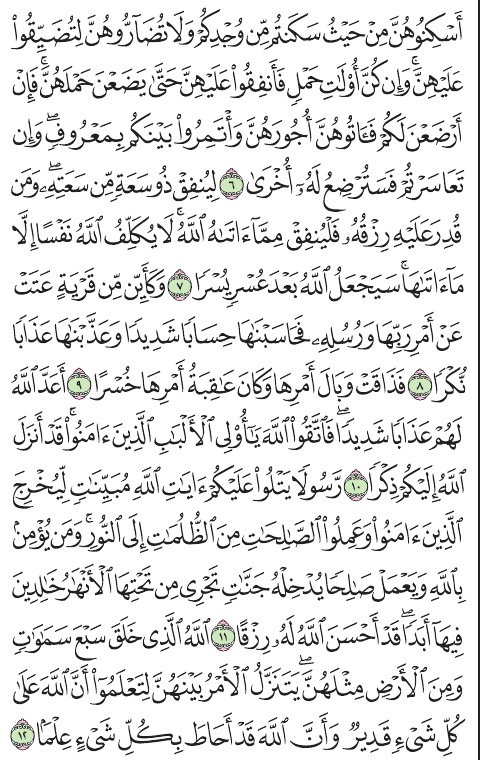 أَسۡكِنُوهُنَّ مِنۡ حَيۡثُ سَكَنتُم مِّن وُجۡدِكُمۡ وَلَا تُضَآرُّوهُنَّ لِتُضَيِّقُواْ
عَلَيۡهِنَّۚ وَإِن كُنَّ أُوْلَٰتِ حَمۡلٖ فَأَنفِقُواْ عَلَيۡهِنَّ حَتَّىٰ يَضَعۡنَ حَمۡلَهُنَّۚ فَإِنۡ
أَرۡضَعۡنَ لَكُمۡ فَـَٔاتُوهُنَّ أُجُورَهُنَّ وَأۡتَمِرُواْ بَيۡنَكُم بِمَعۡرُوفٖۖ وَإِن
تَعَاسَرۡتُمۡ فَسَتُرۡضِعُ لَهُۥٓ أُخۡرَىٰ ٦ لِيُنفِقۡ ذُو سَعَةٖ مِّن سَعَتِهِۦۖ وَمَن
قُدِرَ عَلَيۡهِ رِزۡقُهُۥ فَلۡيُنفِقۡ مِمَّآ ءَاتَىٰهُ ٱللَّهُۚ لَا يُكَلِّفُ ٱللَّهُ نَفۡسًا إِلَّا
مَآ ءَاتَىٰهَاۚ سَيَجۡعَلُ ٱللَّهُ بَعۡدَ عُسۡرٖ يُسۡرٗا ٧ وَكَأَيِّن مِّن قَرۡيَةٍ عَتَتۡ
عَنۡ أَمۡرِ رَبِّهَا وَرُسُلِهِۦ فَحَاسَبۡنَٰهَا حِسَابٗا شَدِيدٗا وَعَذَّبۡنَٰهَا عَذَابٗا
نُّكۡرٗا ٨ فَذَاقَتۡ وَبَالَ أَمۡرِهَا وَكَانَ عَٰقِبَةُ أَمۡرِهَا خُسۡرًا ٩ أَعَدَّ ٱللَّهُ
لَهُمۡ عَذَابٗا شَدِيدٗاۖ فَٱتَّقُواْ ٱللَّهَ يَٰٓأُوْلِي ٱلۡأَلۡبَٰبِ ٱلَّذِينَ ءَامَنُواْۚ قَدۡ أَنزَلَ
ٱللَّهُ إِلَيۡكُمۡ ذِكۡرٗا ١٠ رَّسُولٗا يَتۡلُواْ عَلَيۡكُمۡ ءَايَٰتِ ٱللَّهِ مُبَيِّنَٰتٖ لِّيُخۡرِجَ
ٱلَّذِينَ ءَامَنُواْ وَعَمِلُواْ ٱلصَّٰلِحَٰتِ مِنَ ٱلظُّلُمَٰتِ إِلَى ٱلنُّورِۚ وَمَن يُؤۡمِنۢ
بِٱللَّهِ وَيَعۡمَلۡ صَٰلِحٗا يُدۡخِلۡهُ جَنَّٰتٖ تَجۡرِي مِن تَحۡتِهَا ٱلۡأَنۡهَٰرُ خَٰلِدِينَ
فِيهَآ أَبَدٗاۖ قَدۡ أَحۡسَنَ ٱللَّهُ لَهُۥ رِزۡقًا ١١ ٱللَّهُ ٱلَّذِي خَلَقَ سَبۡعَ سَمَٰوَٰتٖ
وَمِنَ ٱلۡأَرۡضِ مِثۡلَهُنَّۖ يَتَنَزَّلُ ٱلۡأَمۡرُ بَيۡنَهُنَّ لِتَعۡلَمُوٓاْ أَنَّ ٱللَّهَ عَلَىٰ
كُلِّ شَيۡءٖ قَدِيرٞ وَأَنَّ ٱللَّهَ قَدۡ أَحَاطَ بِكُلِّ شَيۡءٍ عِلۡمَۢا ١٢